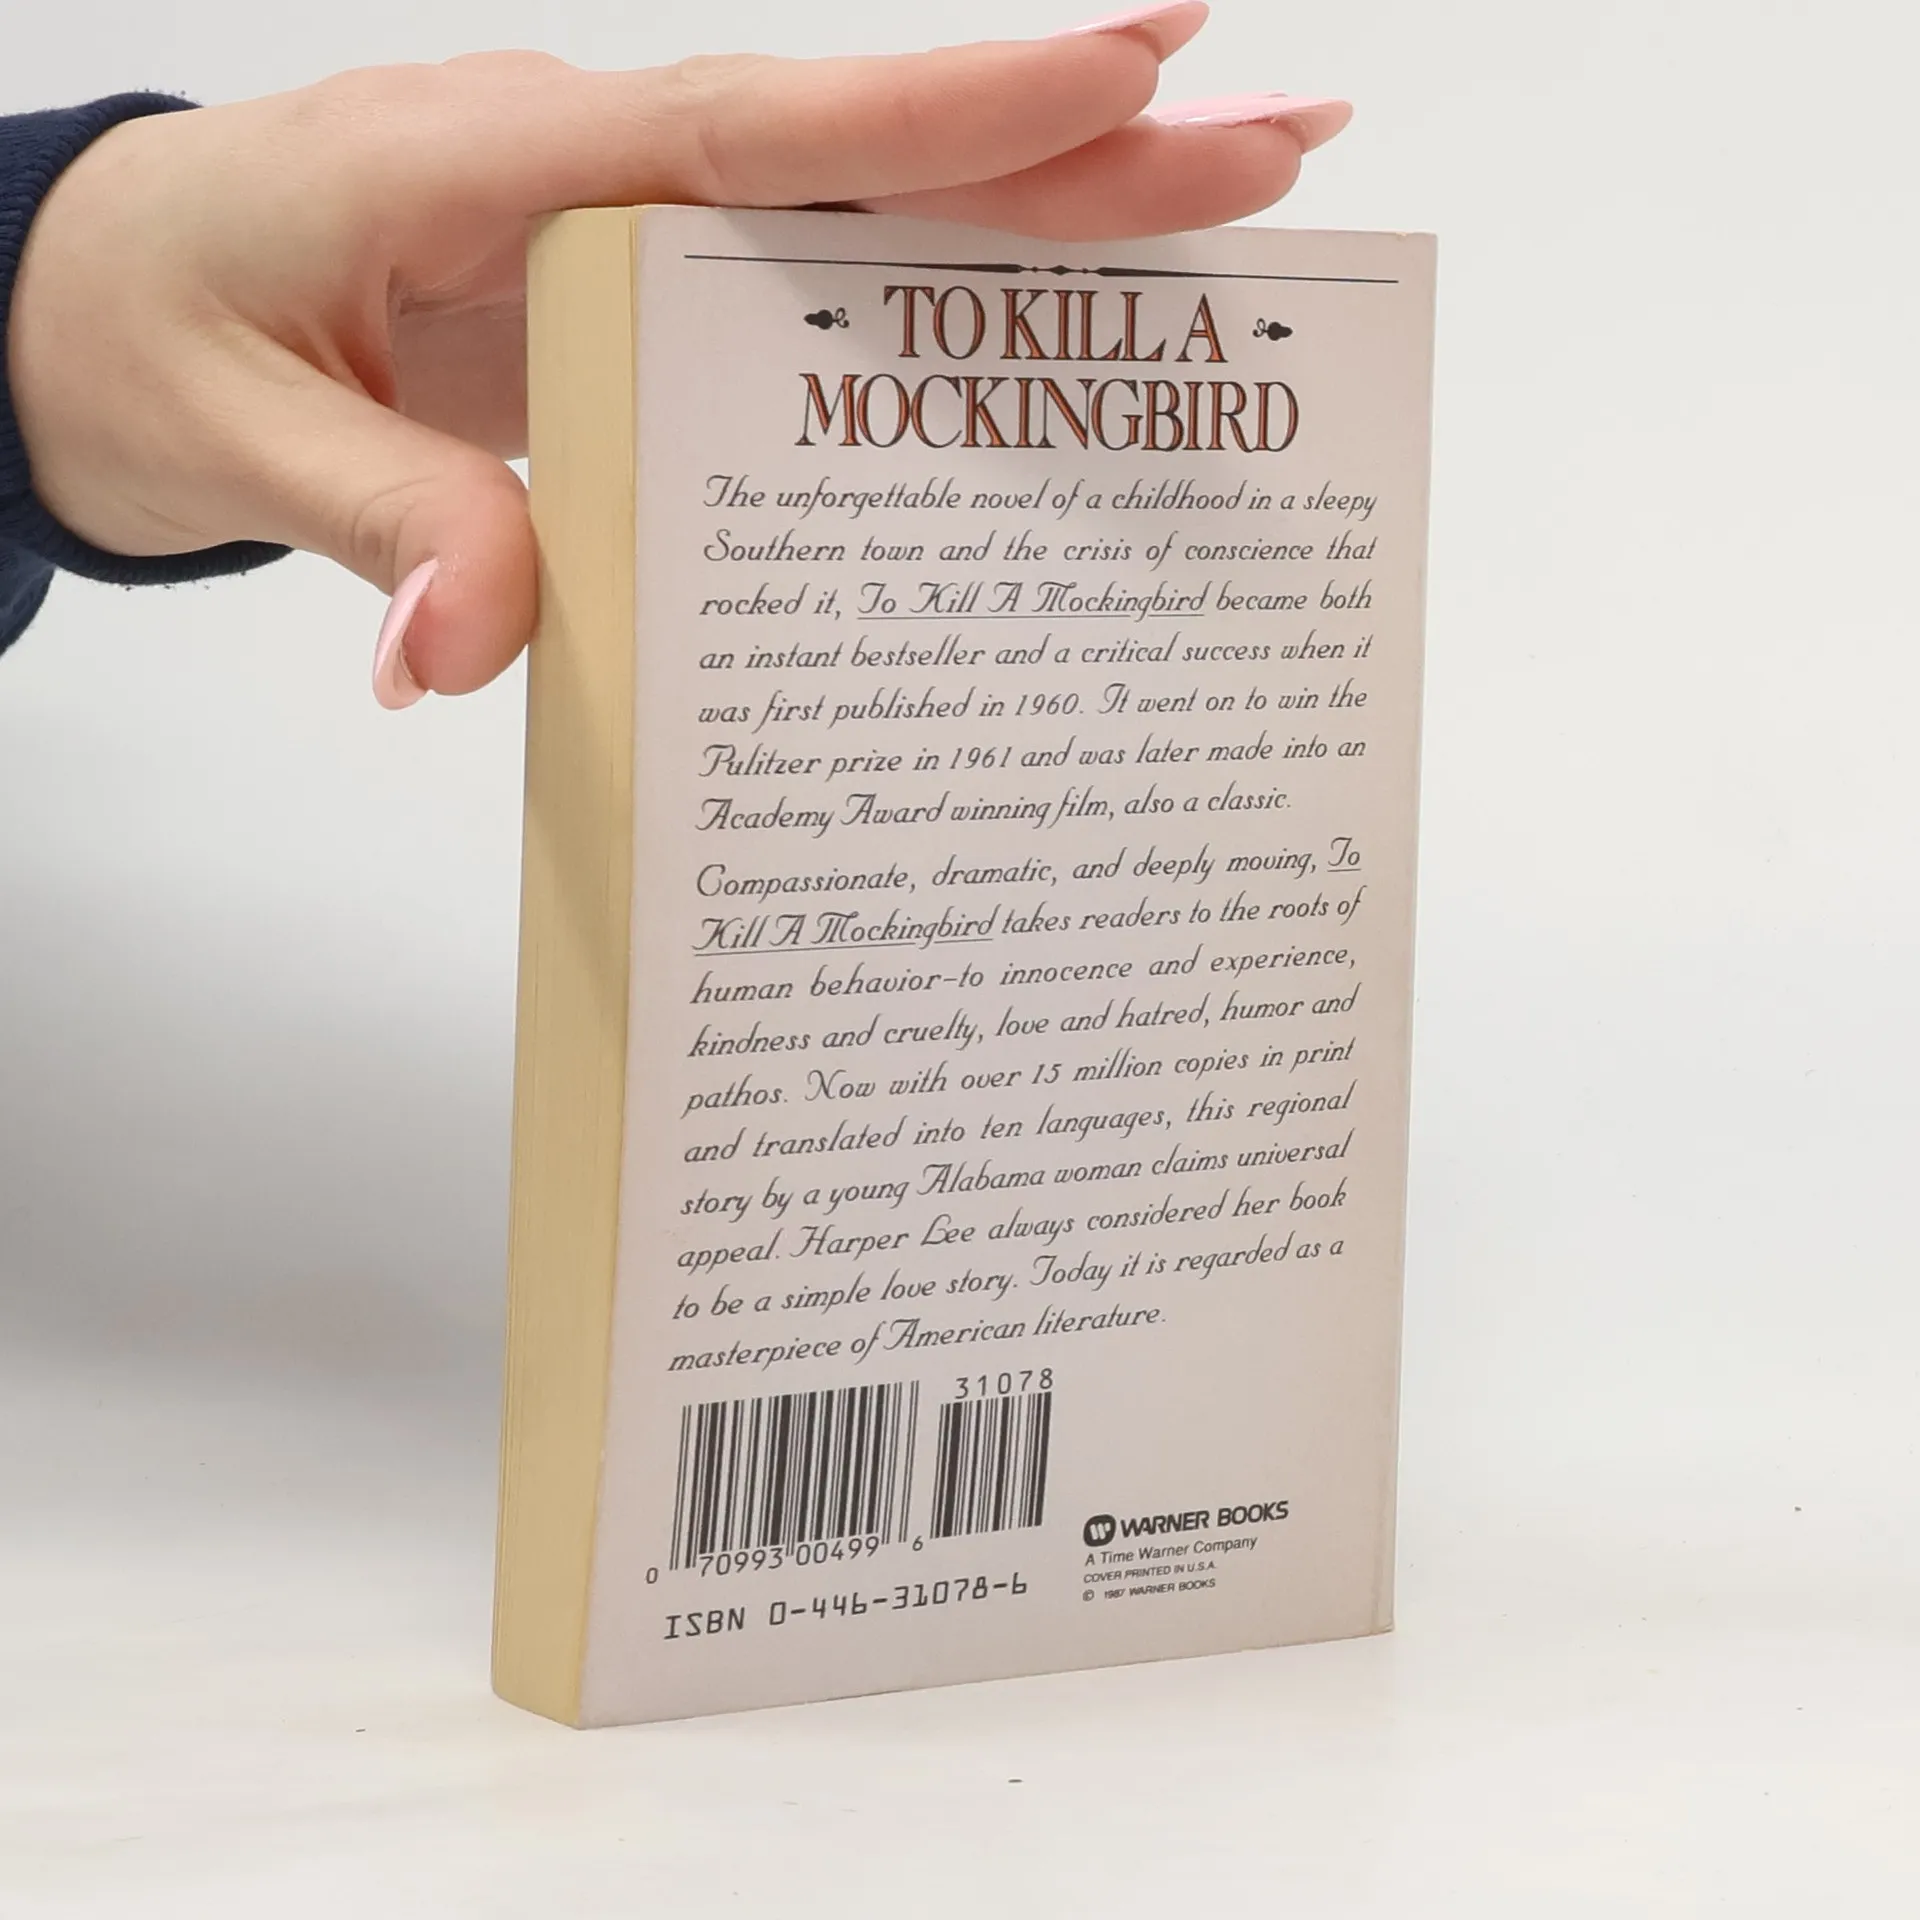 TO KILL A
MOCKINGBIRD
The unforgettable novel of a childhood in a sleepy
Southern town and the crisis of conscience that
rocked it, To Kill A Mockingbird became both
an instant bestseller and a critical success when it
was first published in 1960. It went on to win the
Pulitzer prize in 1961 and was later made into an
Academy Award winning film, also a classic.
Compassionate, dramatic, and deeply moving, To
Kill A Mockingbird takes readers to the roots of
human behavior-to innocence and experience,
kindness and cruelty, love and hatred, humor and
pathos. Now with over 15 million copies in print
and translated into ten languages, this regional
story by a young Alabama woman claims universal
appeal. Harper Lee always considered her book
to be a simple love story. Today it is regarded as a
masterpiece of American literature.
31078
0 70993 00499 6
ISBN 0-446-31078-6
WARNER BOOKS
A Time Warner Company
COVER PRINTED IN U.S.A.
© 1987 WARNER BOOKS